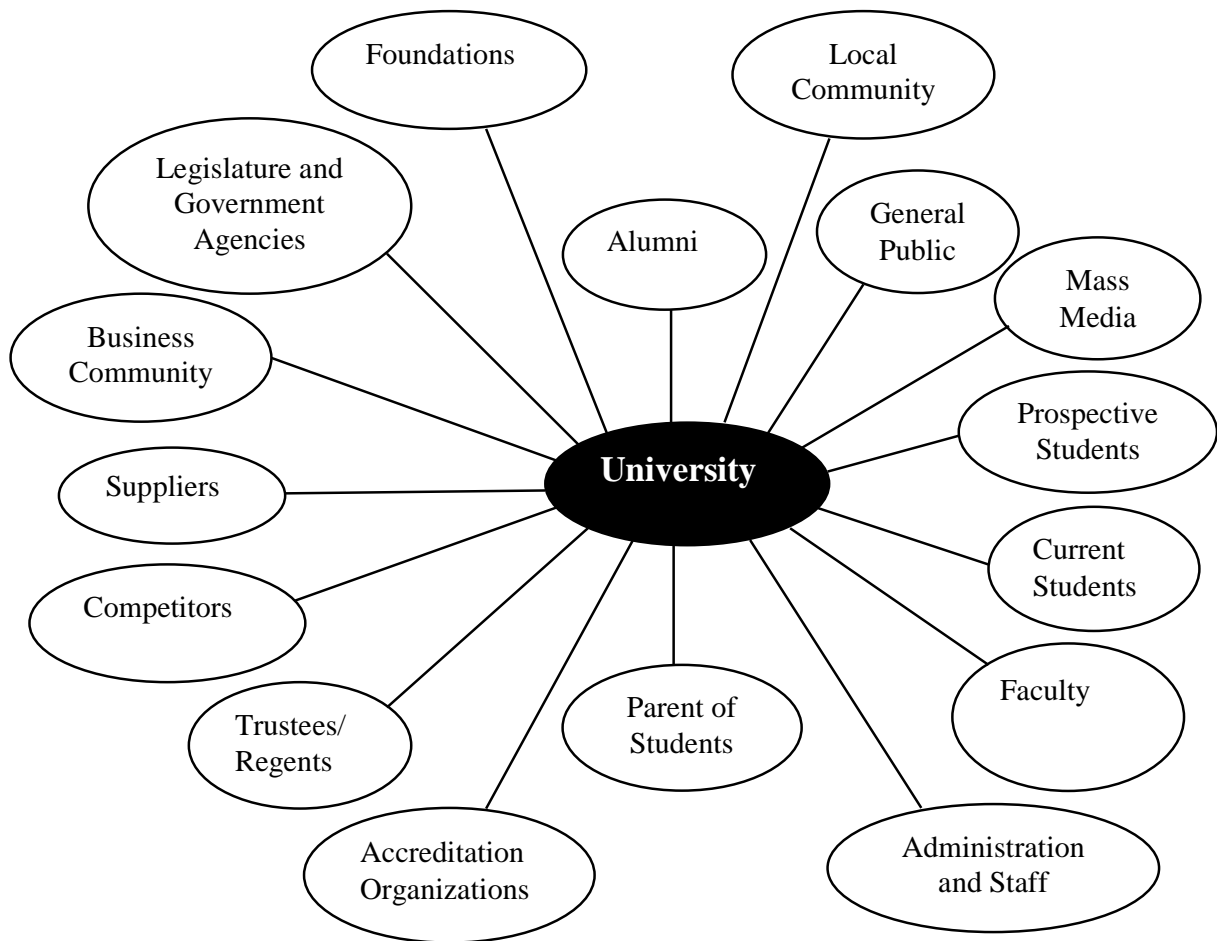 Foundations
Local
Community
Legislature and
Government
Agencies
Alumni
General
Public
Mass
Media
Business
Community
Prospective
Students
University
Suppliers
Current
Students
Competitors
Faculty
Trustees/
Regents
Parent of
Students
Accreditation
Organizations
Administration
and Staff